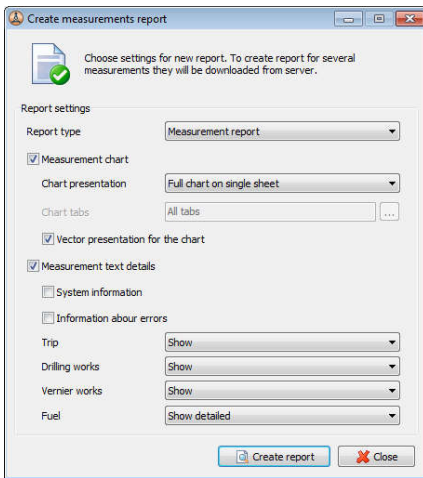 Create measurements report
Choose settings for new report. To create report for several
measurements they will be downloaded from server.
Report settings
Report type Measurement report
Measurement chart
Chart presentation Full chart on single sheet
Chart tabs All tabs ...
Vector presentation for the chart
Measurement text details
System information
Information abour errors
Trip Show
Drilling works Show
Vernier works Show
Fuel Show detailed
Create report Close